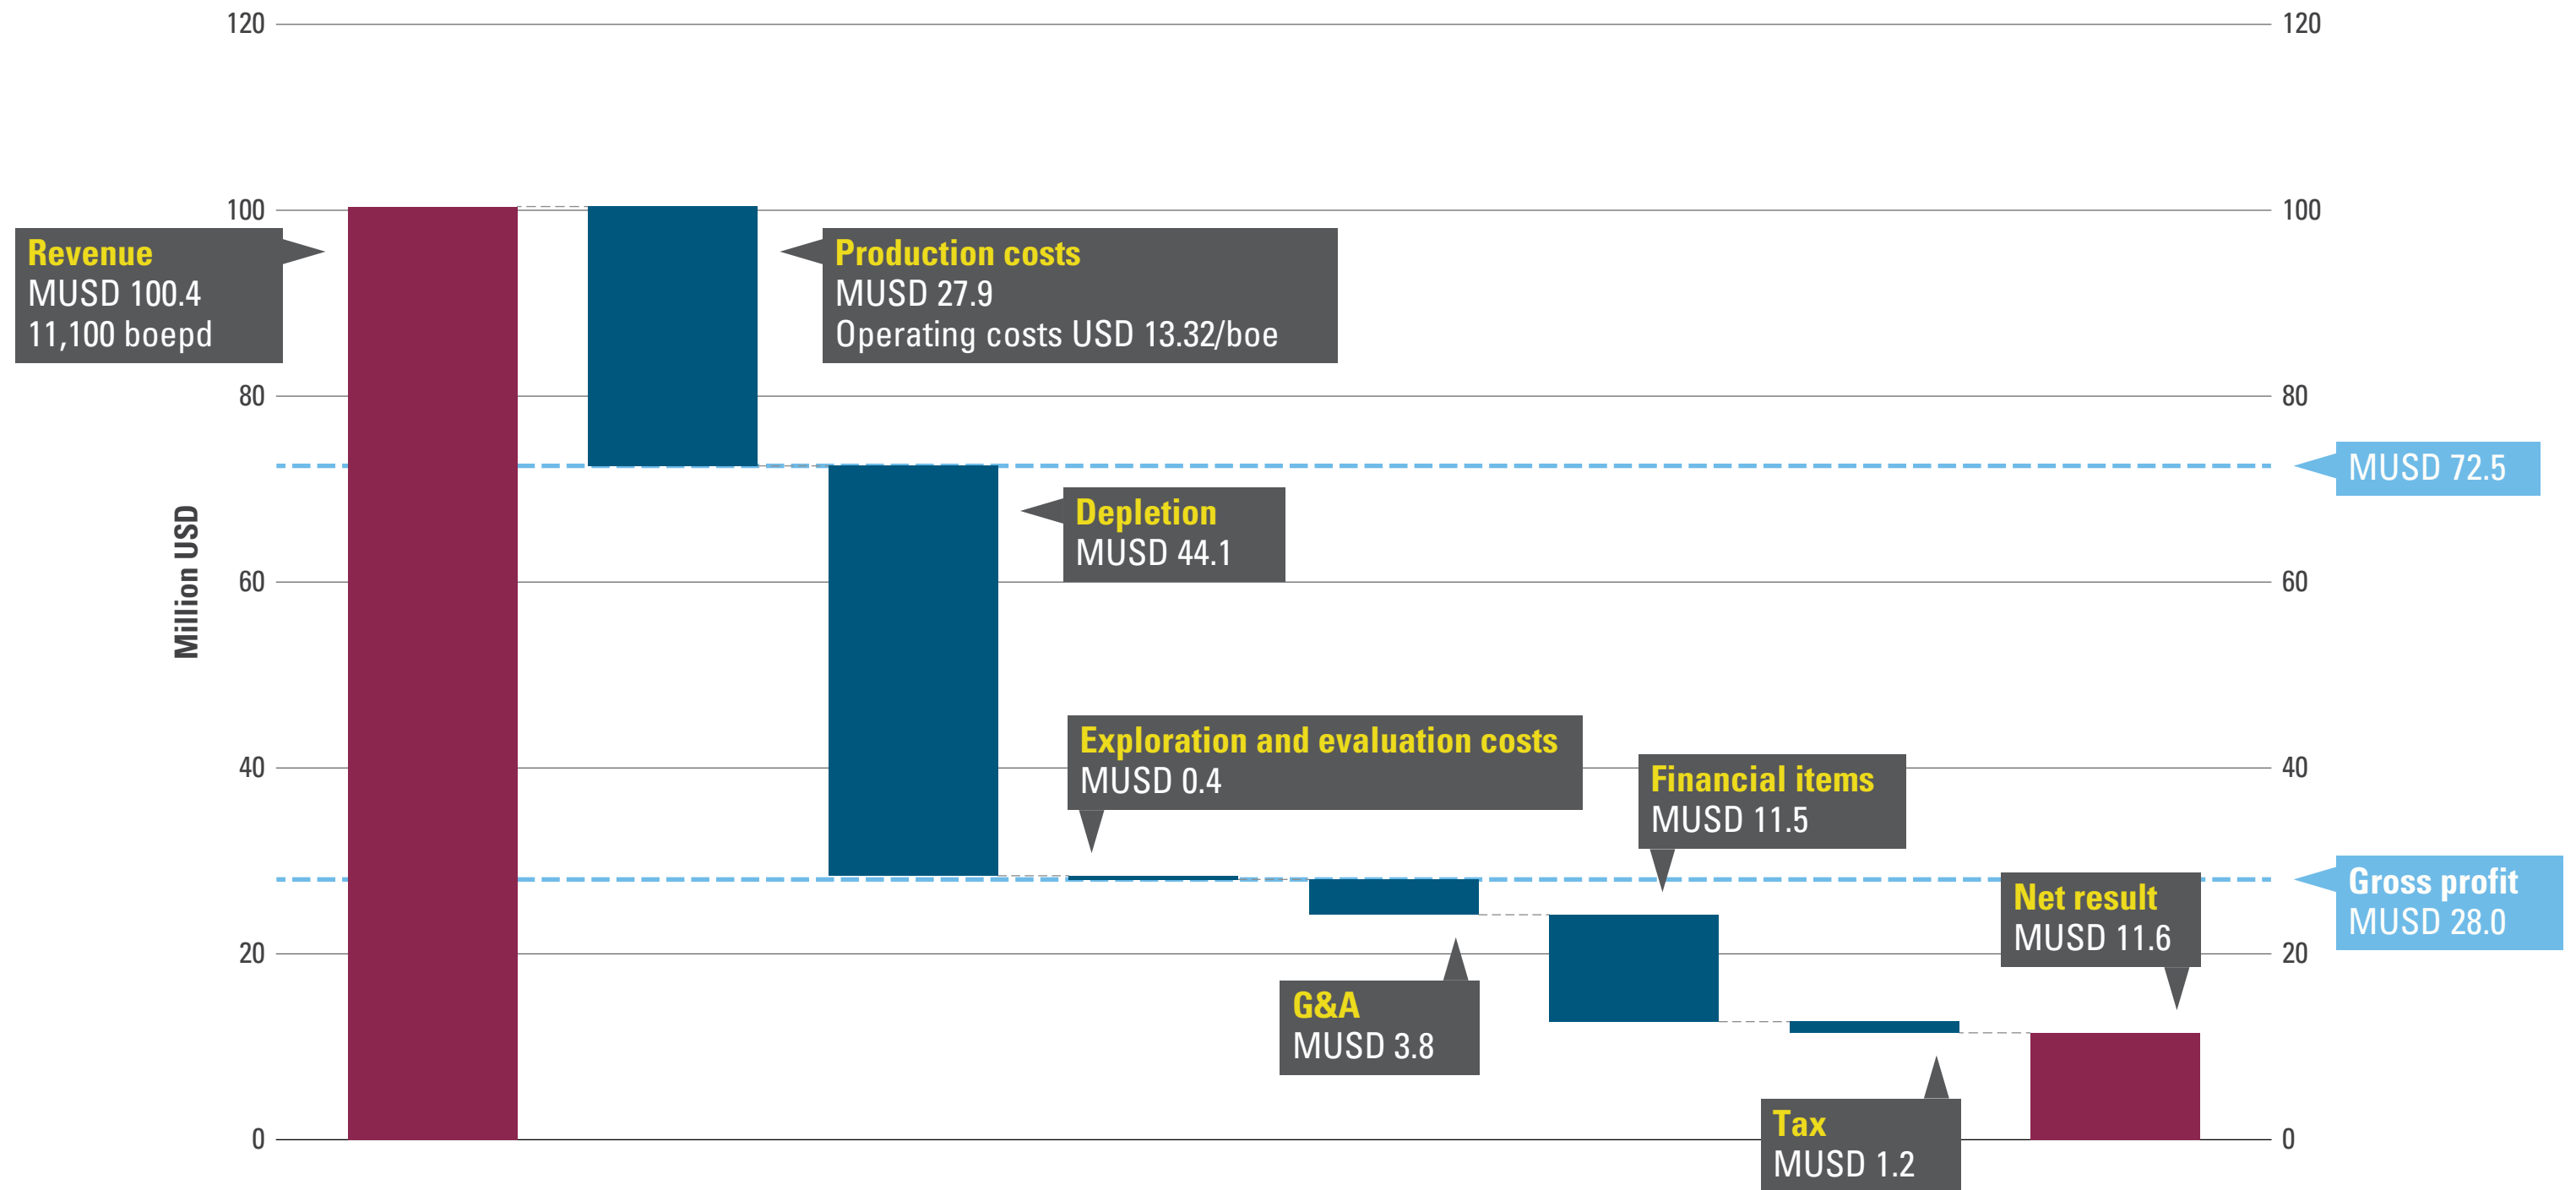 120
120
100
100
Revenue
MUSD 100.4
11,100 boepd
Production costs
MUSD 27.9
Operating costs USD 13.32/boe
80
80
MUSD 72.5
Depletion
MUSD 44.1
Million USD
60
60
Exploration and evaluation costs
MUSD 0.4
40
40
Financial items
MUSD 11.5
Gross profit
MUSD 28.0
Net result
MUSD 11.6
20
20
G&A
MUSD 3.8
Tax
MUSD 1.2
0
0